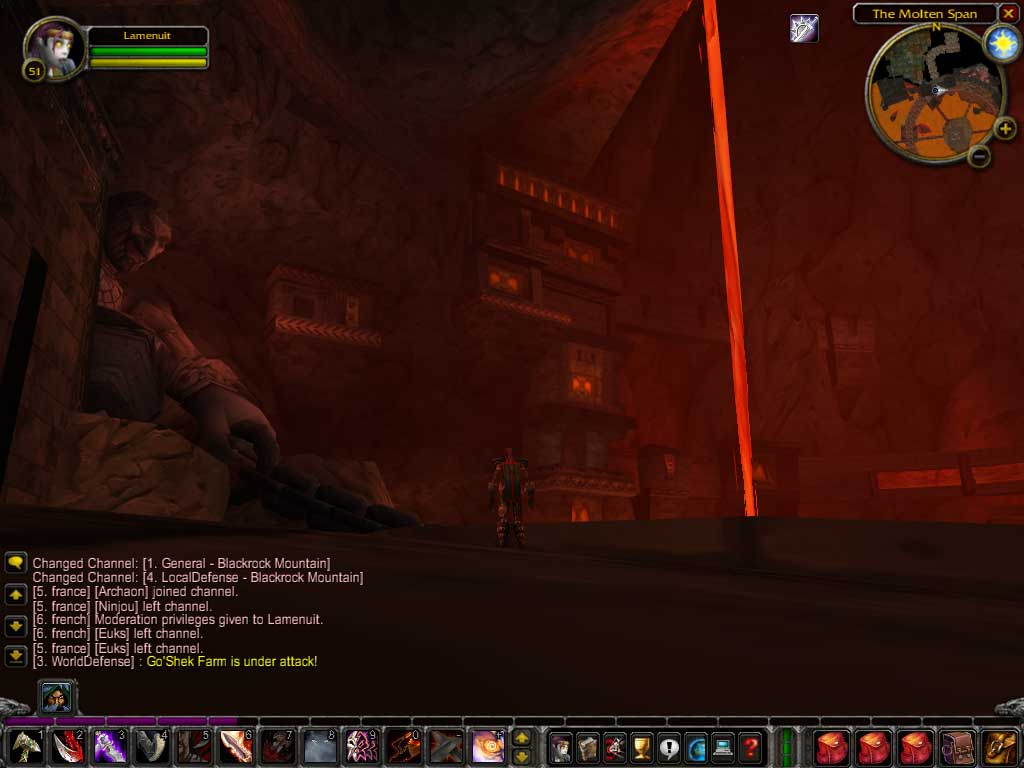 Lamenuit
51
The Molten Span
N
Changed Channel: [1. General - Blackrock Mountain]
Changed Channel: [4. LocalDefense - Blackrock Mountain]
[5. france] [Archaon] joined channel.
[5. france] [Ninjou] left channel.
[6. french] Moderation privileges given to Lamenuit.
[6. french] [Euks] left channel.
[5. france] [Euks] left channel.
[3. WorldDefense] : Go'Shek Farm is under attack!
1 2 3 4 5 6 7 8 9 0 - + ! ?